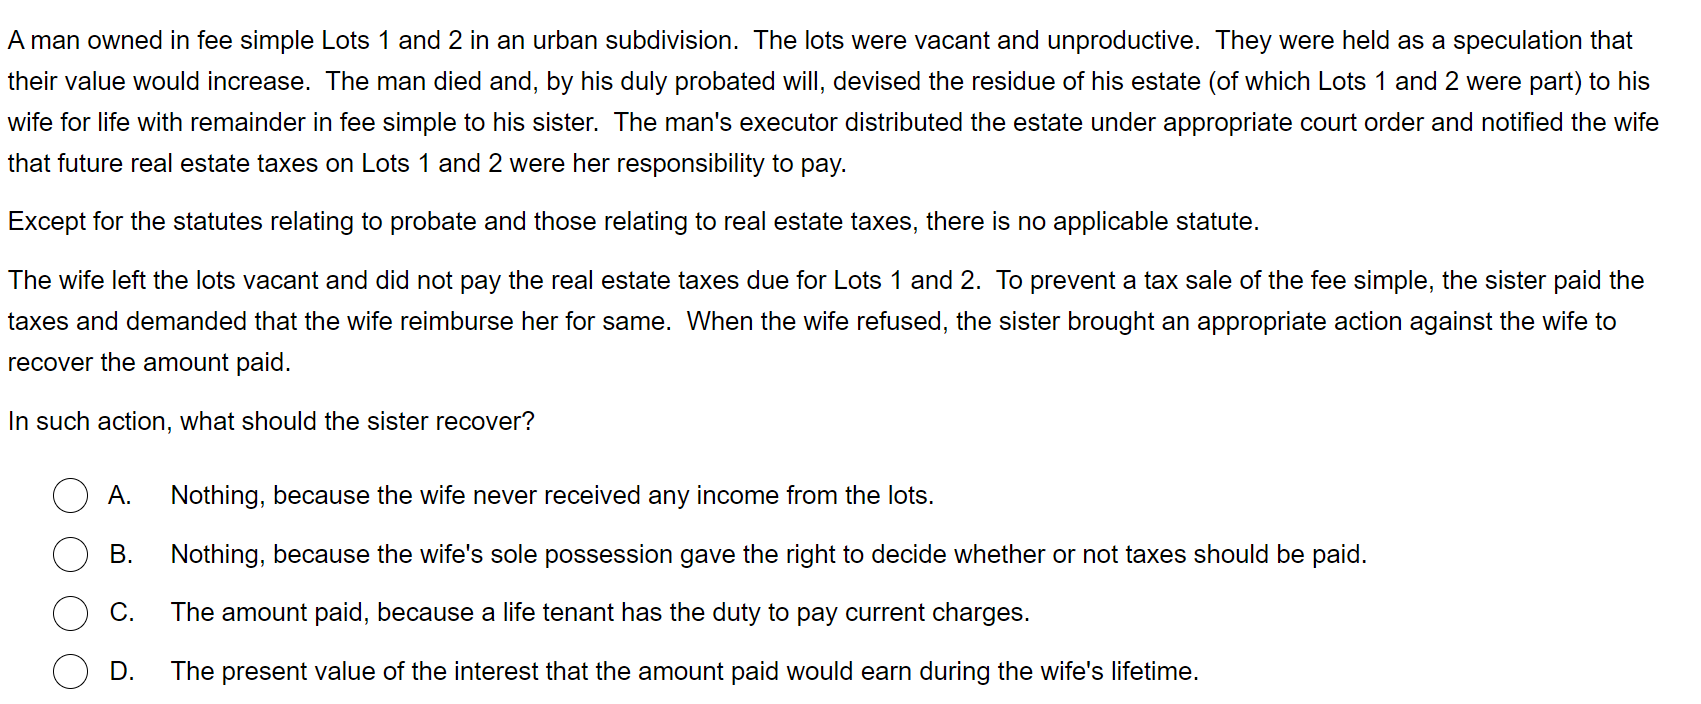 A man owned in fee simple Lots 1 and 2 in an urban subdivision.  The lots were vacant and unproductive.  They were held as a speculation that
their value would increase.  The man died and, by his duly probated will, devised the residue of his estate (of which Lots 1 and 2 were part) to his
wife for life with remainder in fee simple to his sister.  The man's executor distributed the estate under appropriate court order and notified the wife
that future real estate taxes on Lots 1 and 2 were her responsibility to pay.
Except for the statutes relating to probate and those relating to real estate taxes, there is no applicable statute.
The wife left the lots vacant and did not pay the real estate taxes due for Lots 1 and 2.  To prevent a tax sale of the fee simple, the sister paid the
taxes and demanded that the wife reimburse her for same.  When the wife refused, the sister brought an appropriate action against the wife to
recover the amount paid.
In such action, what should the sister recover?
A. Nothing, because the wife never received any income from the lots.
B. Nothing, because the wife's sole possession gave the right to decide whether or not taxes should be paid.
C. The amount paid, because a life tenant has the duty to pay current charges.
D. The present value of the interest that the amount paid would earn during the wife's lifetime.